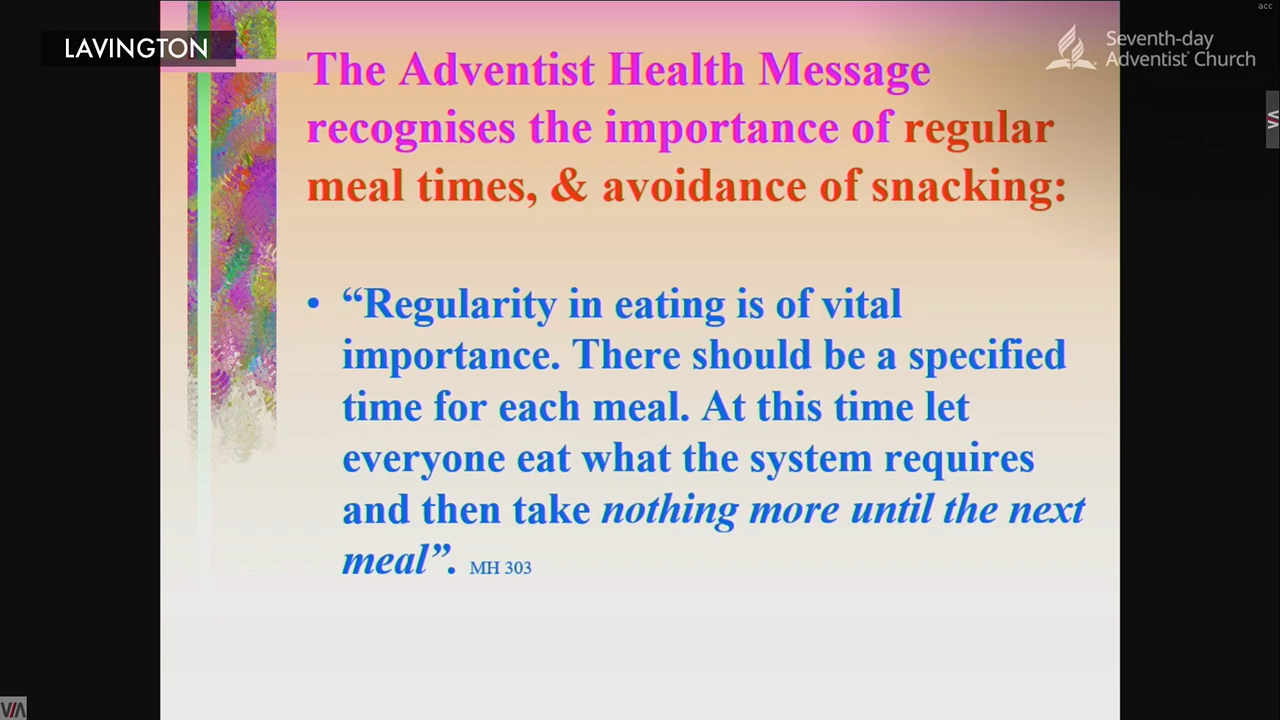 LAVINGTON
acc
Seventh-day
Adventist Church
The Adventist Health Message
recognises the importance of regular
meal times, & avoidance of snacking:
• “Regularity in eating is of vital
importance. There should be a specified
time for each meal. At this time let
everyone eat what the system requires
and then take nothing more until the next
meal”. MH 303